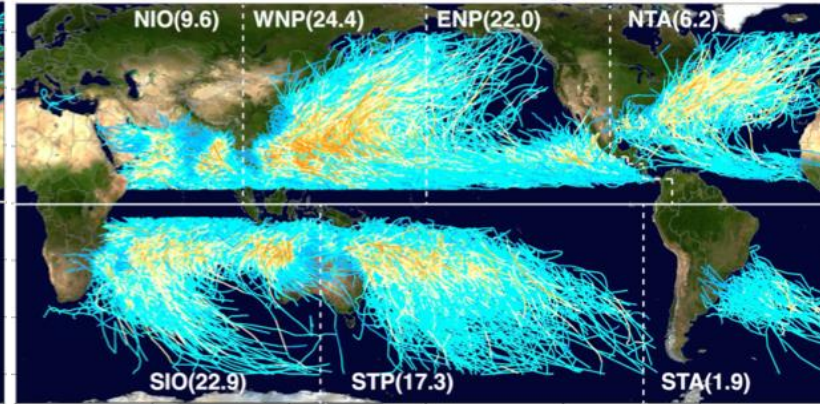 NIO(9.6) WNP(24.4) ENP(22.0) NTA(6.2)
SIO(22.9) STP(17.3) STA(1.9)